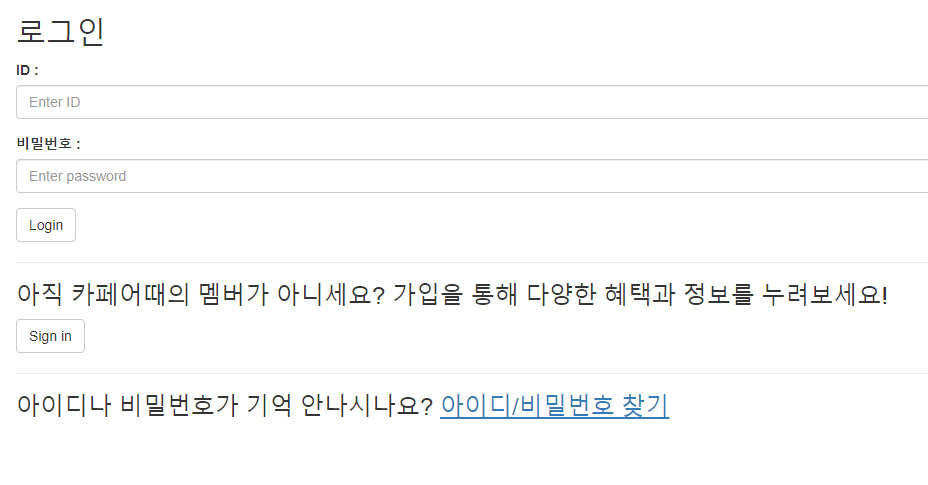 로그인
ID :
Enter ID
비밀번호 :
Enter password
Login
아직 카페어때의 멤버가 아니세요? 가입을 통해 다양한 혜택과 정보를 누려보세요!
Sign in
아이디나 비밀번호가 기억 안나시나요? 아이디/비밀번호 찾기